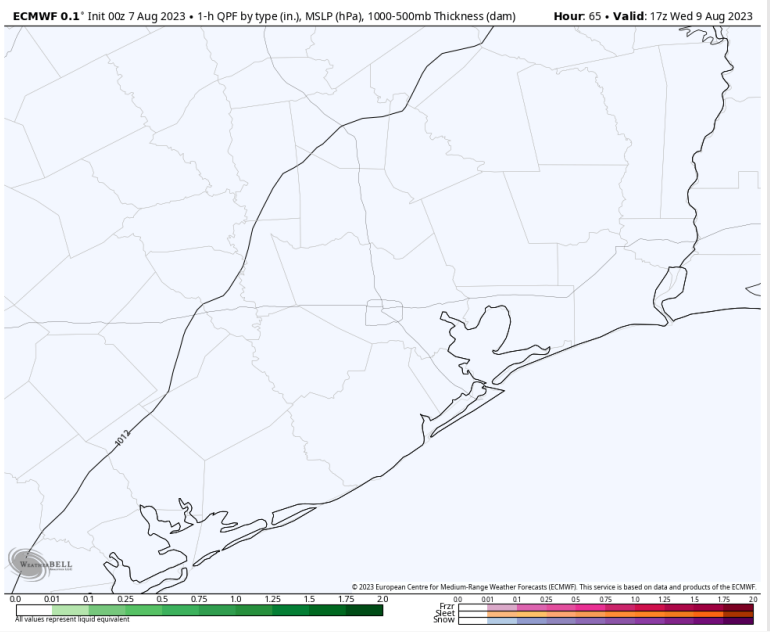 ECMWF 0.1° Init 00z 7 Aug 2023 • 1-h QPF by type (in.), MSLP (hPa), 1000-500mb Thickness (dam) Hour: 65 • Valid: 17z Wed 9 Aug 2023
1012
WeatherBELL
© 2023 European Centre for Medium-Range Weather Forecasts (ECMWF). This service is based on data and products of the ECMWF.
0.0 0.01 0.1 0.25 0.5 0.75 1.0 1.25 1.5 1.75 2.0
All values represent liquid equivalent
0.0 0.01 0.1 0.25 0.5 0.75 1.0 1.25 1.5 1.75 2.0
Frzr
Sleet
Snow